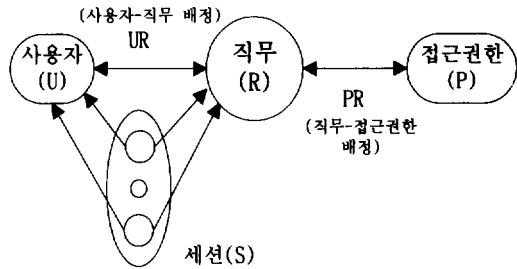 (사용자-직무 배정)
UR
사용자
(U)
직무
(R)
접근권한
(P)
PR
(직무-접근권한
배정)
세션(S)